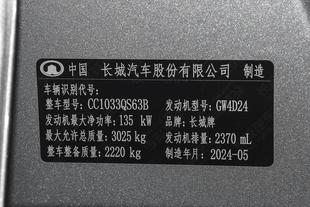 中国 长城汽车股份有限公司 制造
车辆识别代号:
整车型号: CC1033QS63B 发动机型号: GW4D24
发动机最大净功率: 135 kW 品牌: 长城牌
最大允许总质量: 3025 kg 发动机排量: 2370 mL
整车整备质量: 2220 kg 制造年月: 2024-05